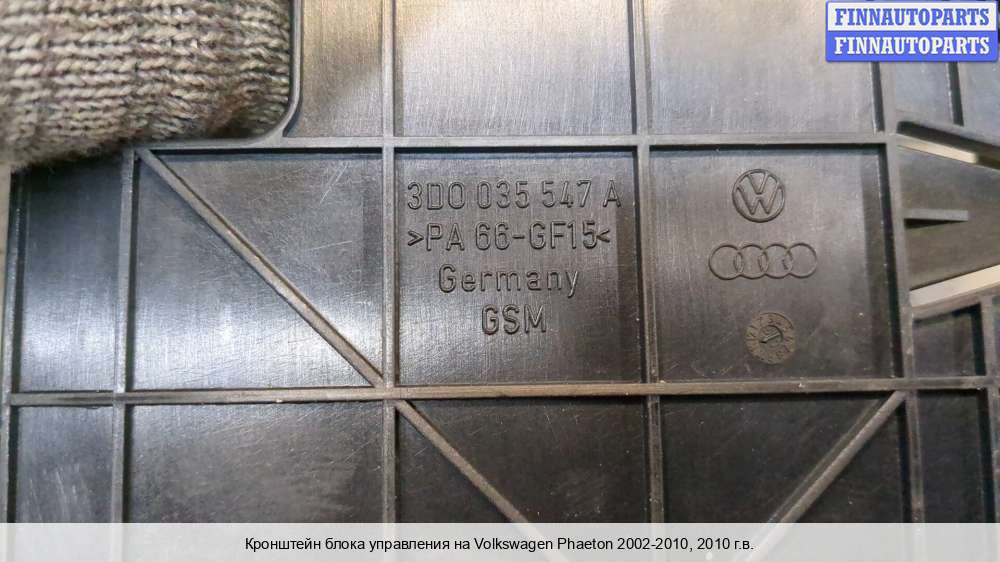 FINNAUTOPARTS
FINNAUTOPARTS
3D0 035 547 A
>PA 66-GF15<
Germany
GSM
Кронштейн блока управления на Volkswagen Phaeton 2002-2010, 2010 г.в.